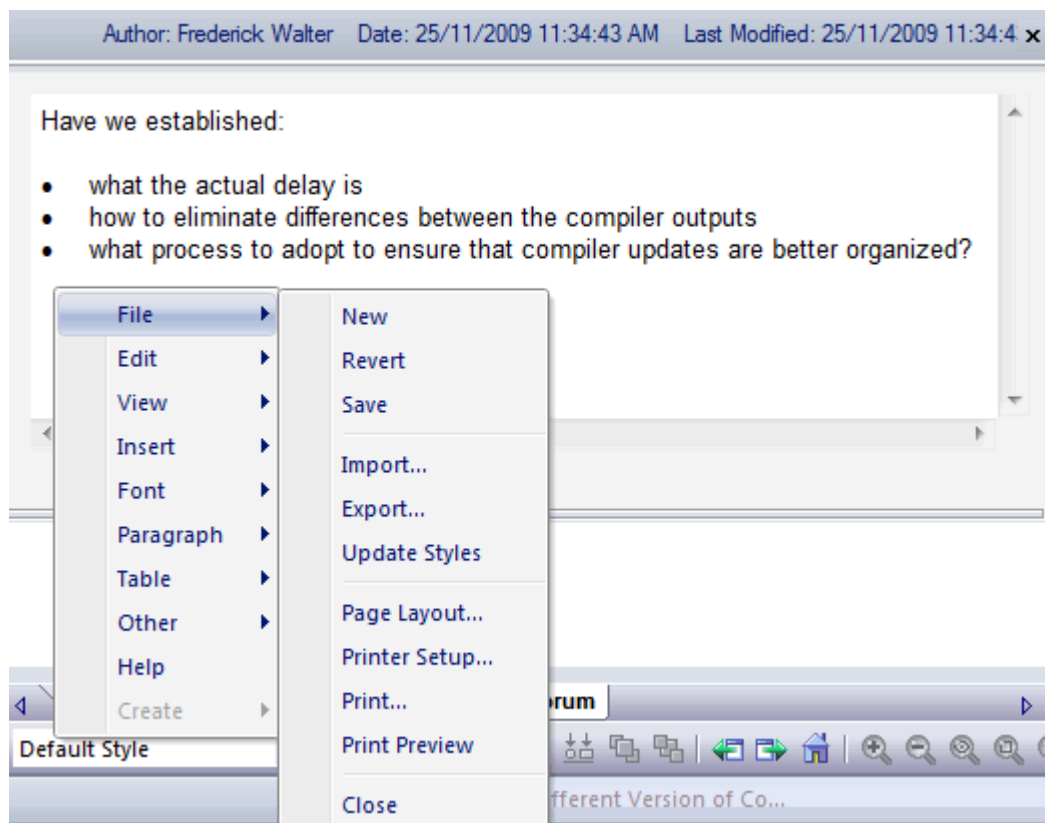 Author: Frederick Walter Date: 25/11/2009 11:34:43 AM Last Modified: 25/11/2009 11:34:4
Have we established:
• what the actual delay is
• how to eliminate differences between the compiler outputs
• what process to adopt to ensure that compiler updates are better organized?
File
Edit
View
Insert
Font
Paragraph
Table
Other
Help
Create
New
Revert
Save
Import...
Export...
Update Styles
Page Layout...
Printer Setup...
Print...
Print Preview
Close
orum
Default Style
fferent Version of Co...